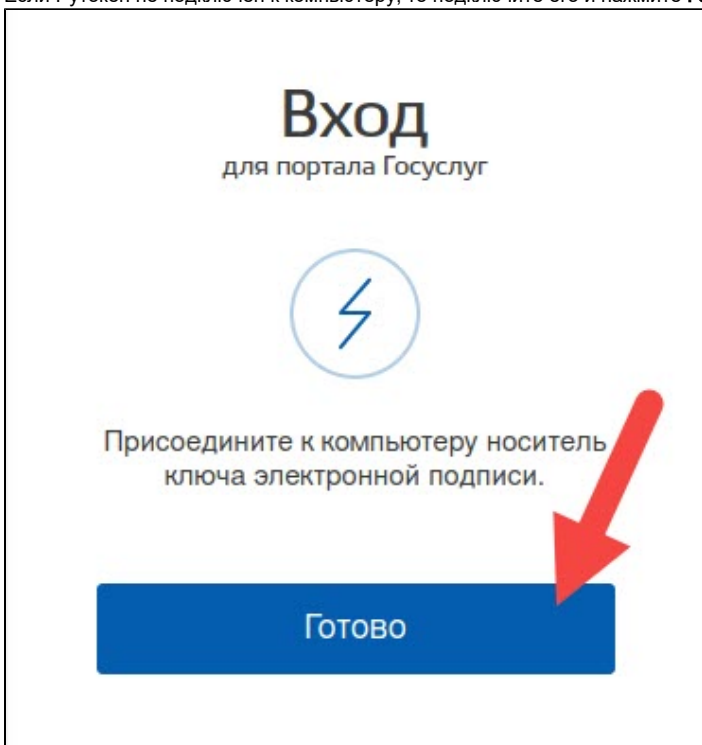 Вход
для портала Госуслуг
Присоедините к компьютеру носитель
ключа электронной подписи.
Готово